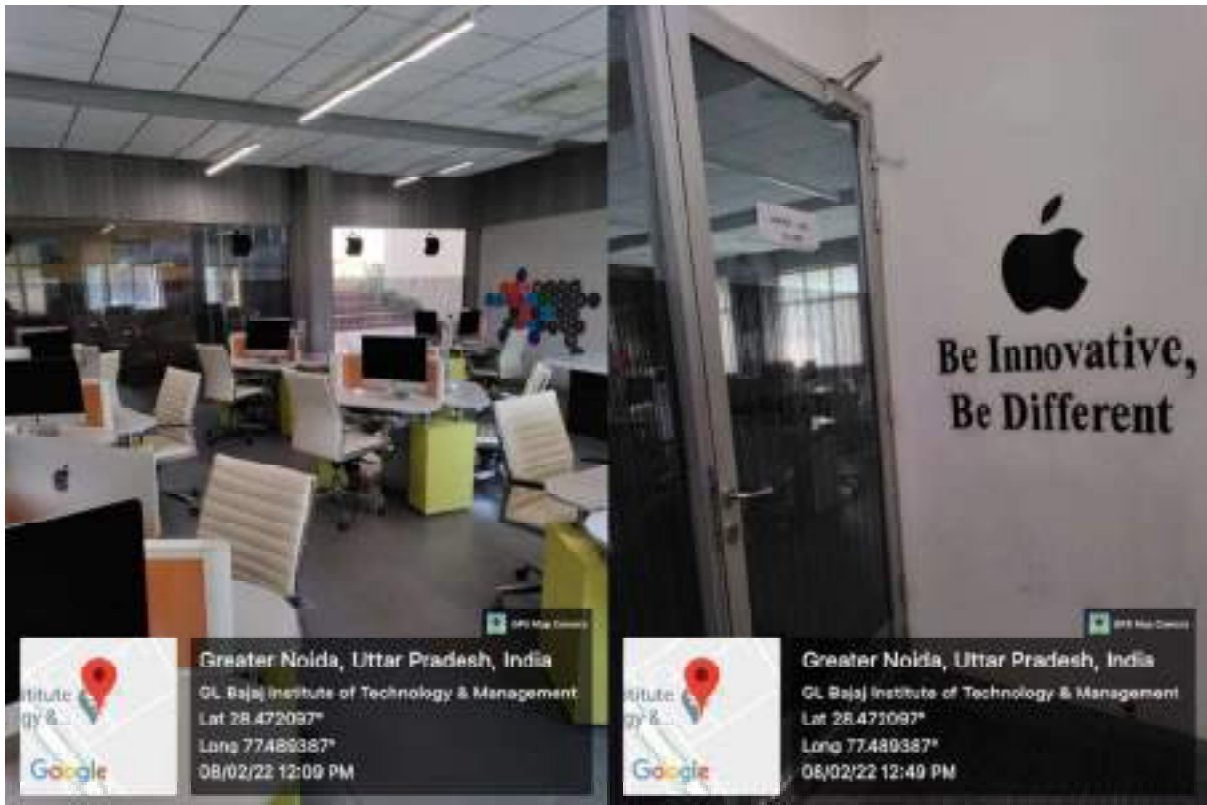 GPS Map Camera
Greater Noida, Uttar Pradesh, India
GL Bajaj Institute of Technology & Management
Lat 28.472097°
Long 77.489387°
08/02/22 12:09 PM
Google
Be Innovative,
Be Different
GPS Map Camera
Greater Noida, Uttar Pradesh, India
GL Bajaj Institute of Technology & Management
Lat 28.472097°
Long 77.489387°
08/02/22 12:49 PM
Google